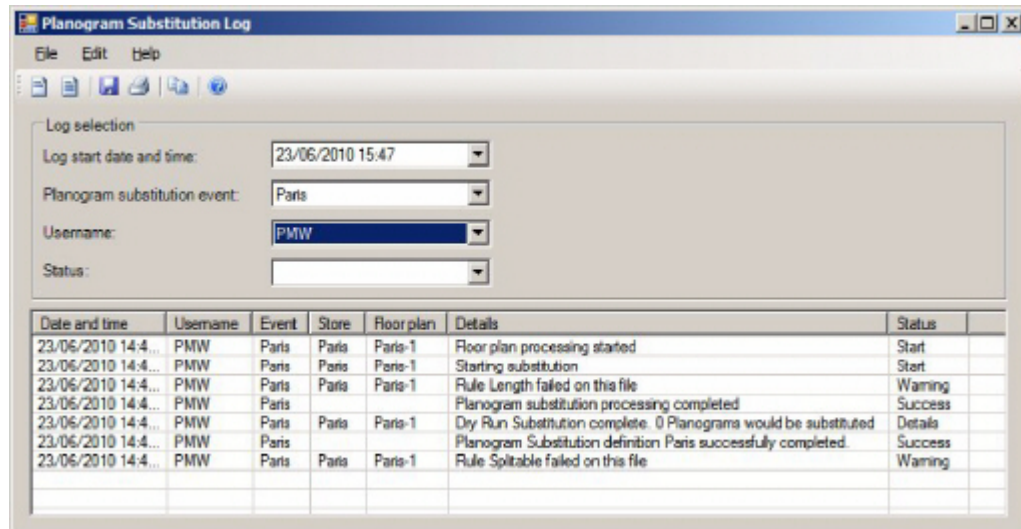 Planogram Substitution Log
File Edit Help
Log selection
Log start date and time: 23/06/2010 15:47
Planogram substitution event: Paris
Username: PMW
Status:
Date and time Username Event Store Floor plan Details Status
23/06/2010 14:4... PMW Paris Paris Paris-1 Floor plan processing started Start
23/06/2010 14:4... PMW Paris Paris Paris-1 Starting substitution Start
23/06/2010 14:4... PMW Paris Paris Paris-1 Rule Length failed on this file Warning
23/06/2010 14:4... PMW Paris Planogram substitution processing completed Success
23/06/2010 14:4... PMW Paris Paris Paris-1 Dry Run Substitution complete. 0 Planograms would be substituted Details
23/06/2010 14:4... PMW Paris Planogram Substitution definition Paris successfully completed. Success
23/06/2010 14:4... PMW Paris Paris Paris-1 Rule Splitable failed on this file Warning